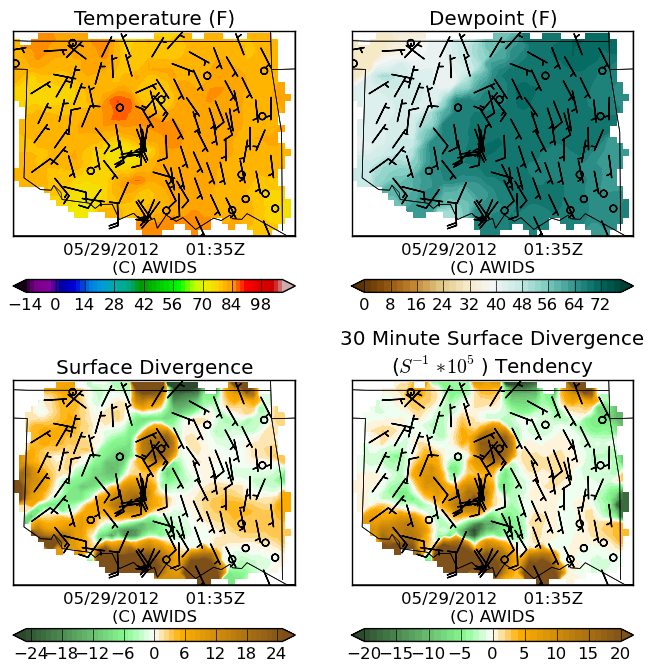 Temperature (F) Dewpoint (F)
05/29/2012 01:35Z 05/29/2012 01:35Z
(C) AWIDS (C) AWIDS
−14 0 14 28 42 56 70 84 98 0 8 16 24 32 40 48 56 64 72
30 Minute Surface Divergence
Surface Divergence (S⁻¹ *10⁵ ) Tendency
05/29/2012 01:35Z 05/29/2012 01:35Z
(C) AWIDS (C) AWIDS
−24 −18 −12 −6 0 6 12 18 24 −20 −15 −10 −5 0 5 10 15 20